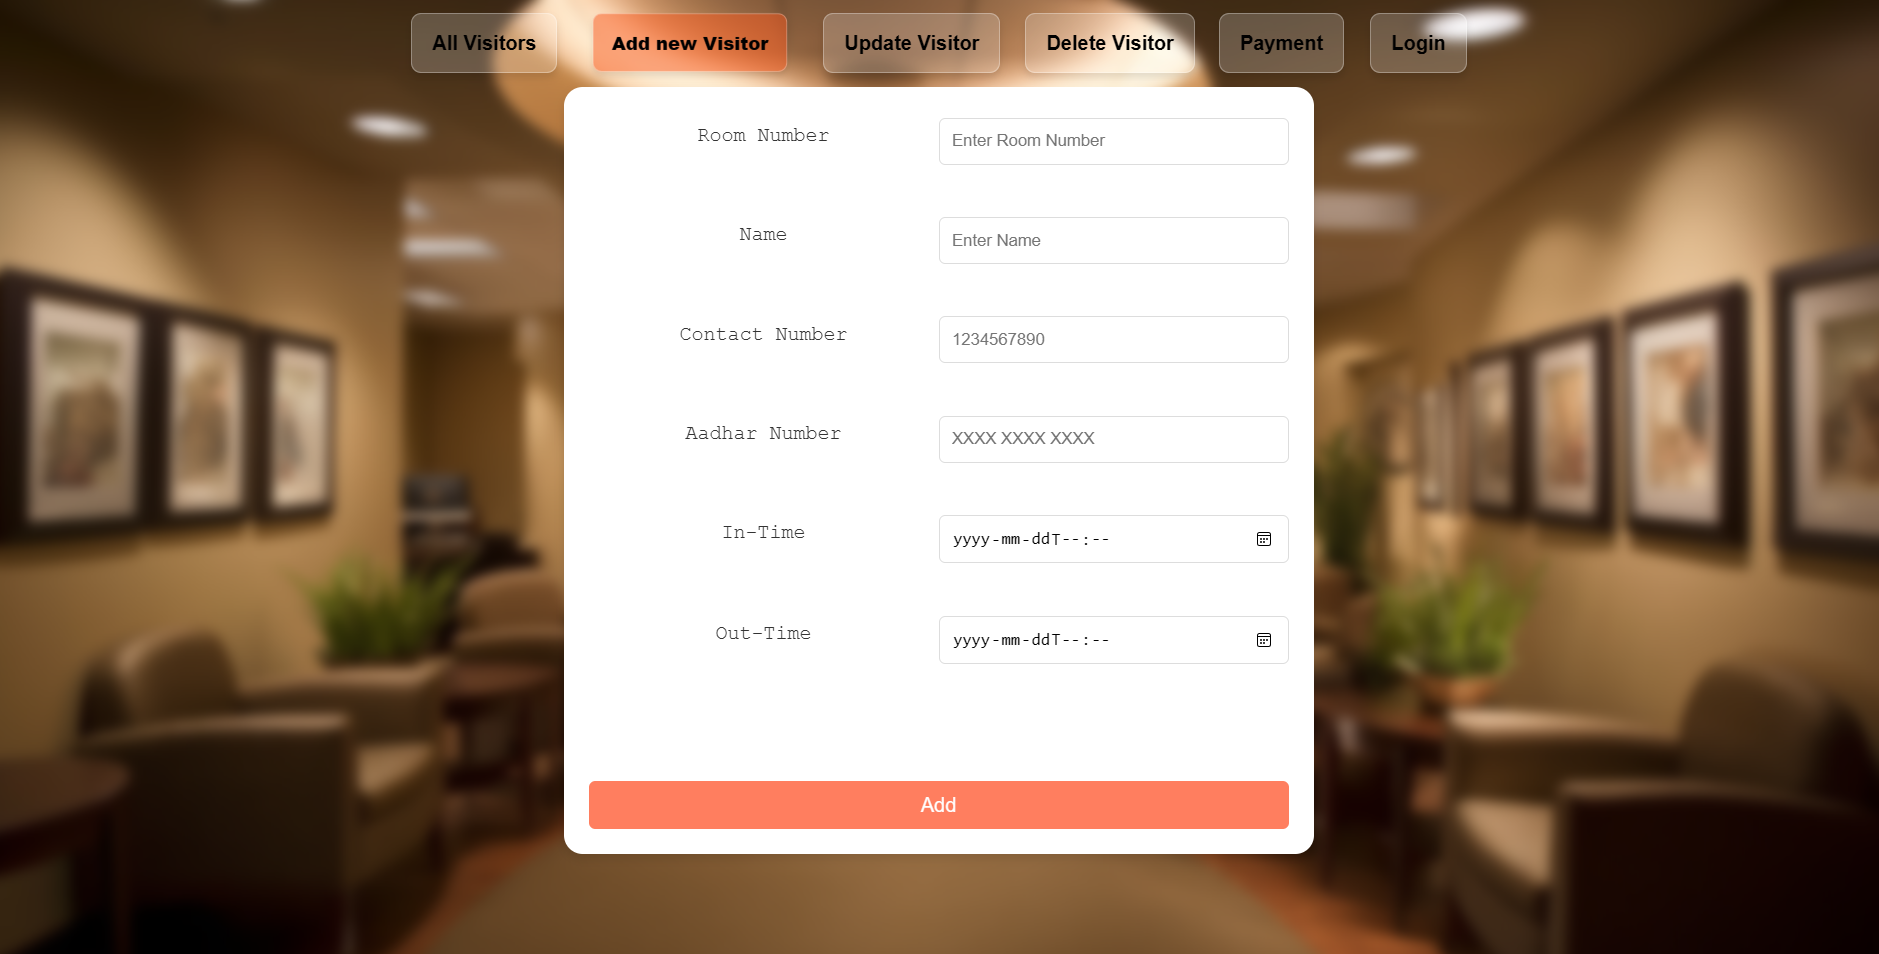 All Visitors Add new Visitor Update Visitor Delete Visitor Payment Login
Room Number Enter Room Number
Name Enter Name
Contact Number 1234567890
Aadhar Number XXXX XXXX XXXX
In-Time yyyy-mm-ddT--:--
Out-Time yyyy-mm-ddT--:--
Add